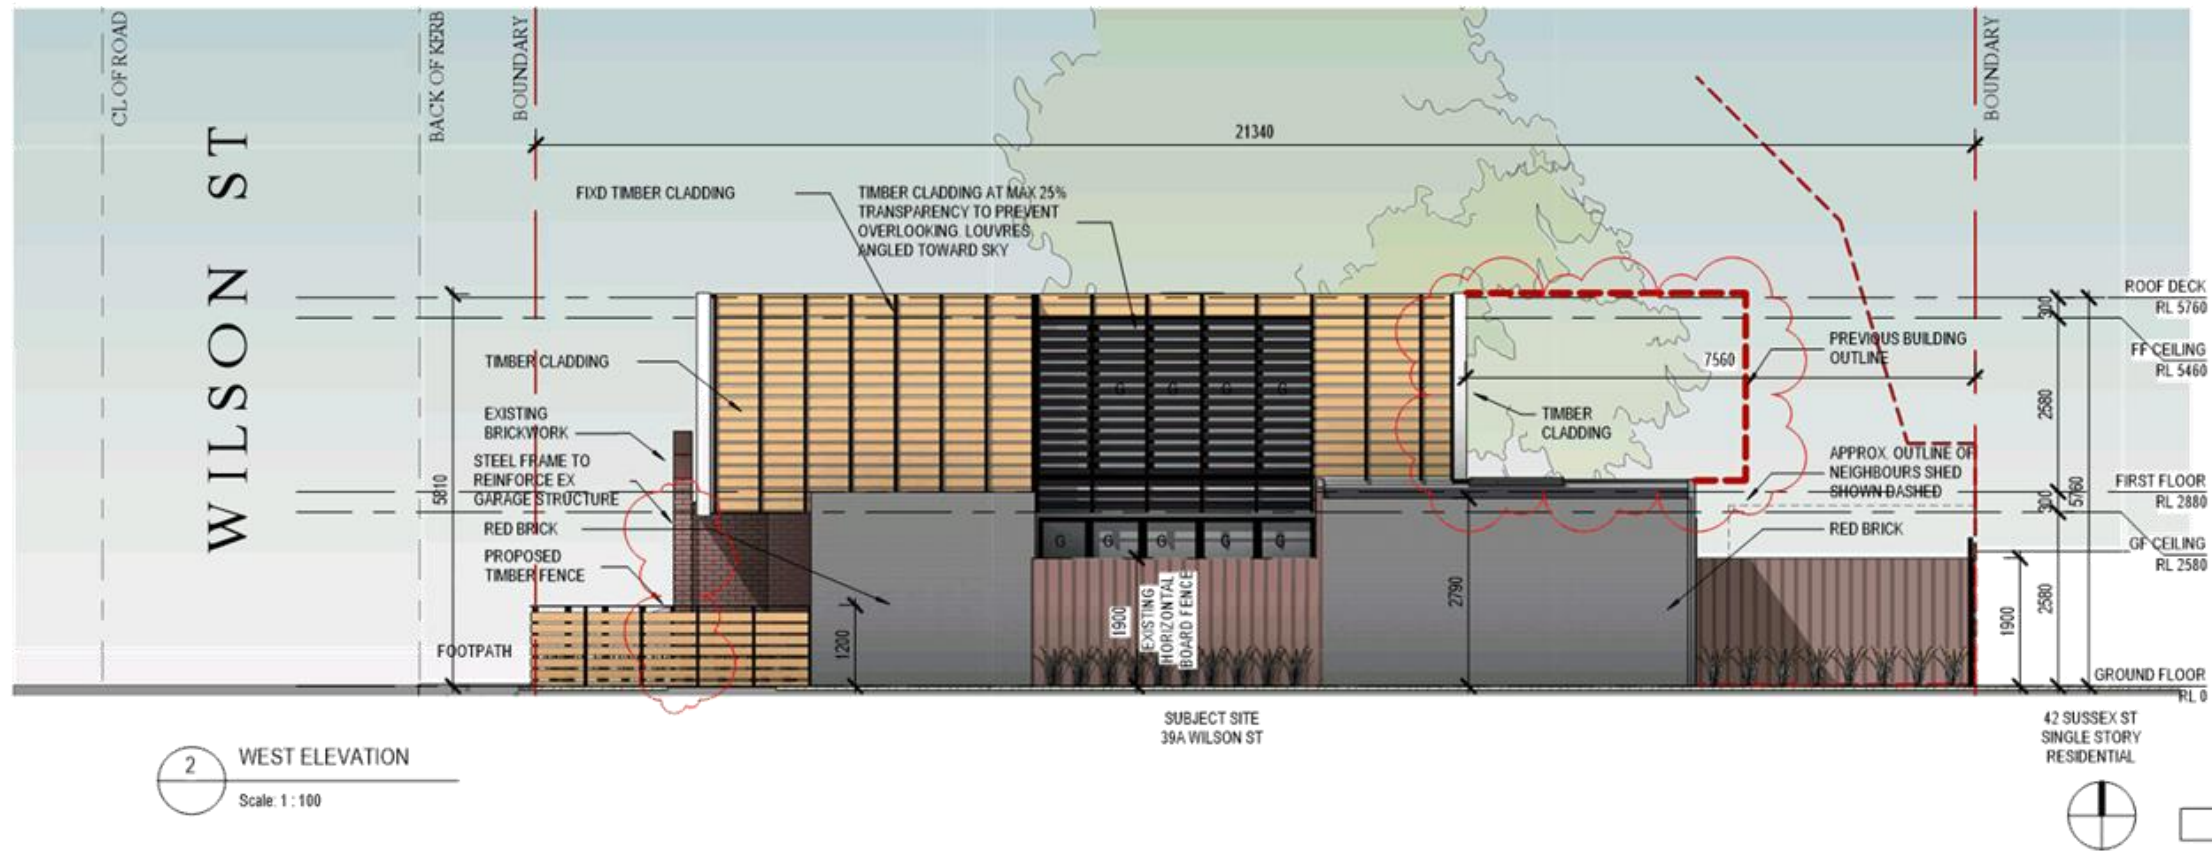 CL OF ROAD
BACK OF KERB
BOUNDARY
BOUNDARY
WILSON ST
21340
FIXD TIMBER CLADDING
TIMBER CLADDING AT MAX 25%
TRANSPARENCY TO PREVENT
OVERLOOKING. LOUVRES
ANGLED TOWARD SKY
TIMBER CLADDING
EXISTING
BRICKWORK
STEEL FRAME TO
REINFORCE EX
GARAGE STRUCTURE
RED BRICK
PROPOSED
TIMBER FENCE
FOOTPATH
5810
1200
G G G G
G G G G G
1900
EXISTING
HORIZONTAL
BOARD FENCE
2790
7560
PREVIOUS BUILDING
OUTLINE
TIMBER
CLADDING
APPROX. OUTLINE OF
NEIGHBOURS SHED
SHOWN DASHED
RED BRICK
1900
300
2580
300
2580
5760
ROOF DECK
RL 5760
FF CEILING
RL 5460
FIRST FLOOR
RL 2880
GF CEILING
RL 2580
GROUND FLOOR
RL 0
SUBJECT SITE
39A WILSON ST
42 SUSSEX ST
SINGLE STORY
RESIDENTIAL
2
WEST ELEVATION
Scale: 1 : 100